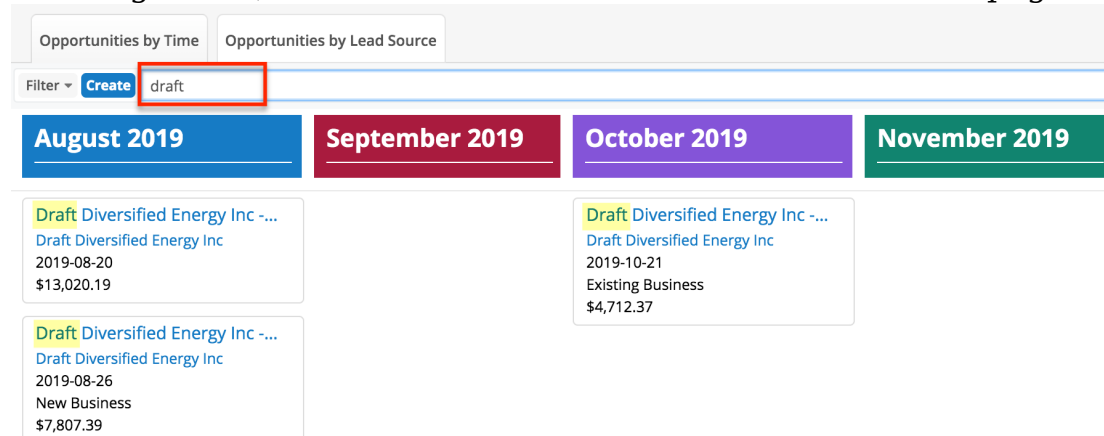 Opportunities by Time
Opportunities by Lead Source
Filter
Create
draft
August 2019
September 2019
October 2019
November 2019
Draft Diversified Energy Inc -...
Draft Diversified Energy Inc
2019-08-20
$13,020.19
Draft Diversified Energy Inc -...
Draft Diversified Energy Inc
2019-08-26
New Business
$7,807.39
Draft Diversified Energy Inc -...
Draft Diversified Energy Inc
2019-10-21
Existing Business
$4,712.37